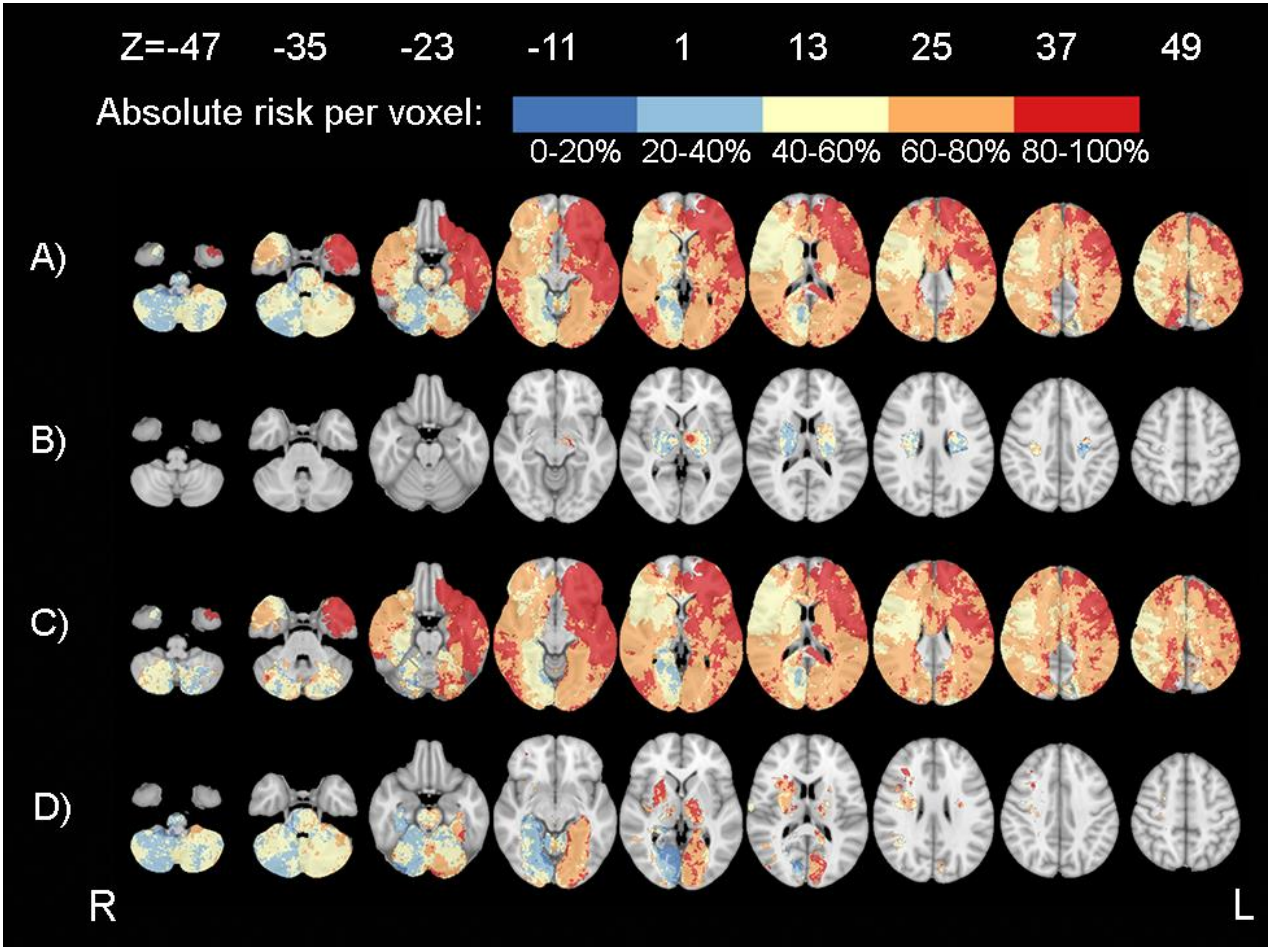 Z=-47 -35 -23 -11 1 13 25 37 49
Absolute risk per voxel:
0-20% 20-40% 40-60% 60-80% 80-100%
A)
B)
C)
D)
R L